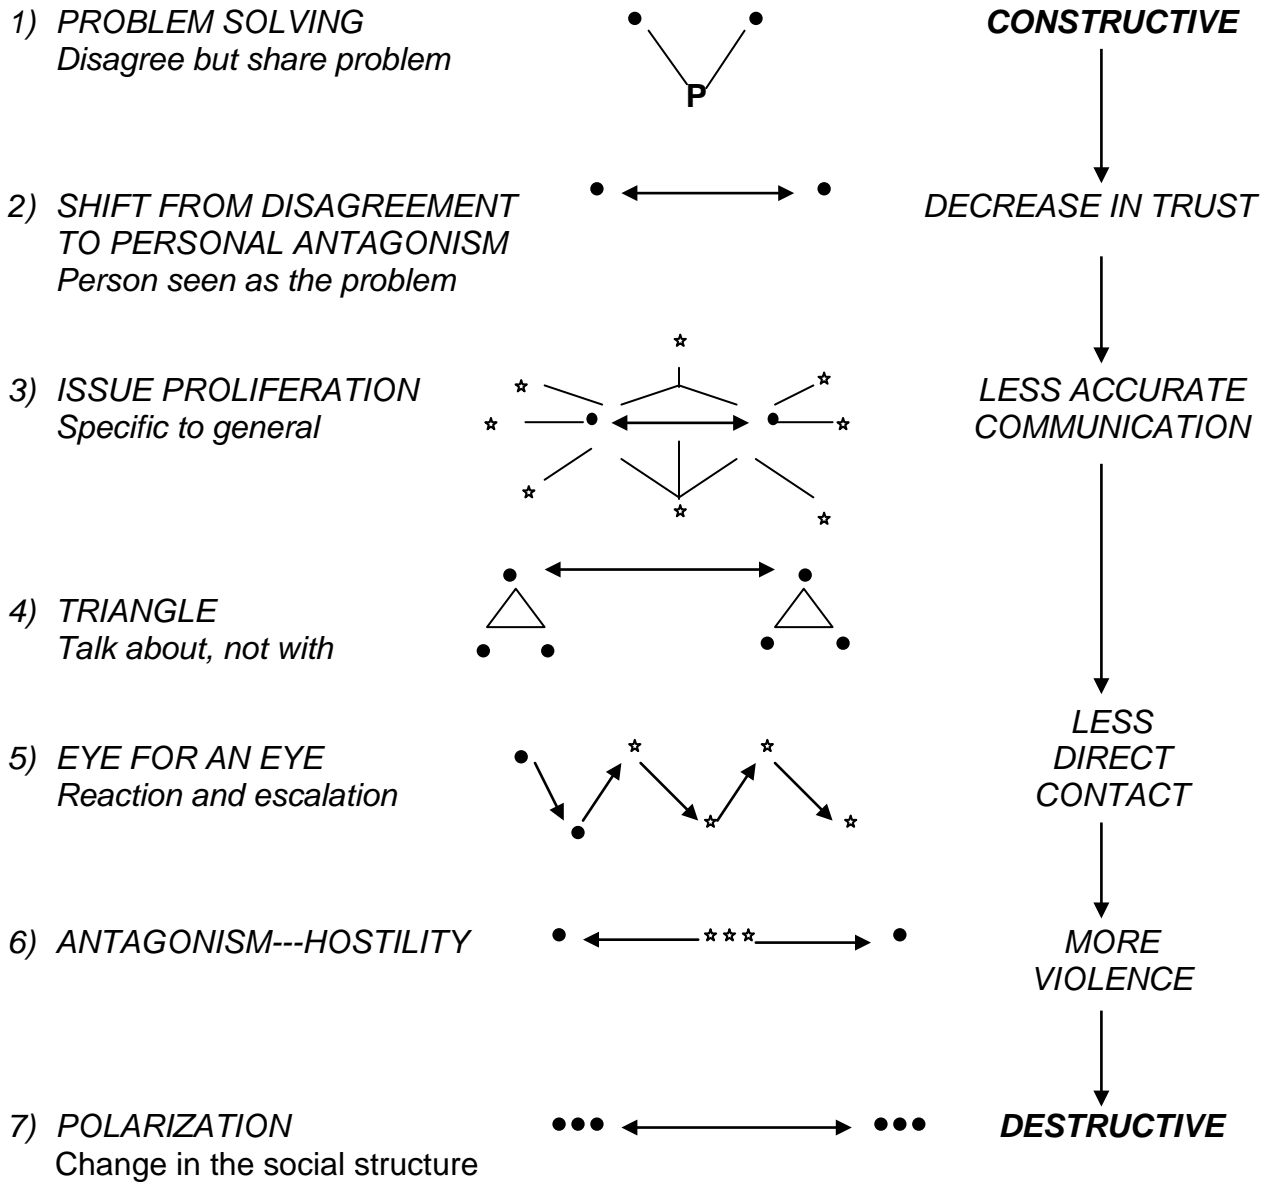 1) PROBLEM SOLVING
Disagree but share problem
P
CONSTRUCTIVE
2) SHIFT FROM DISAGREEMENT
TO PERSONAL ANTAGONISM
Person seen as the problem
DECREASE IN TRUST
3) ISSUE PROLIFERATION
Specific to general
LESS ACCURATE
COMMUNICATION
4) TRIANGLE
Talk about, not with
5) EYE FOR AN EYE
Reaction and escalation
LESS
DIRECT
CONTACT
6) ANTAGONISM---HOSTILITY
MORE
VIOLENCE
7) POLARIZATION
Change in the social structure
DESTRUCTIVE